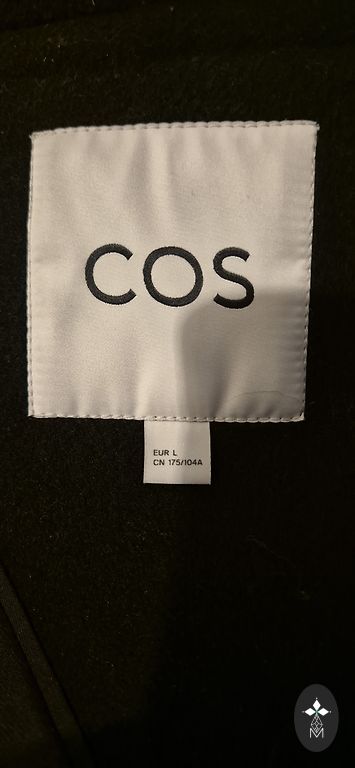 COS
EUR L
CN 175/104A
M